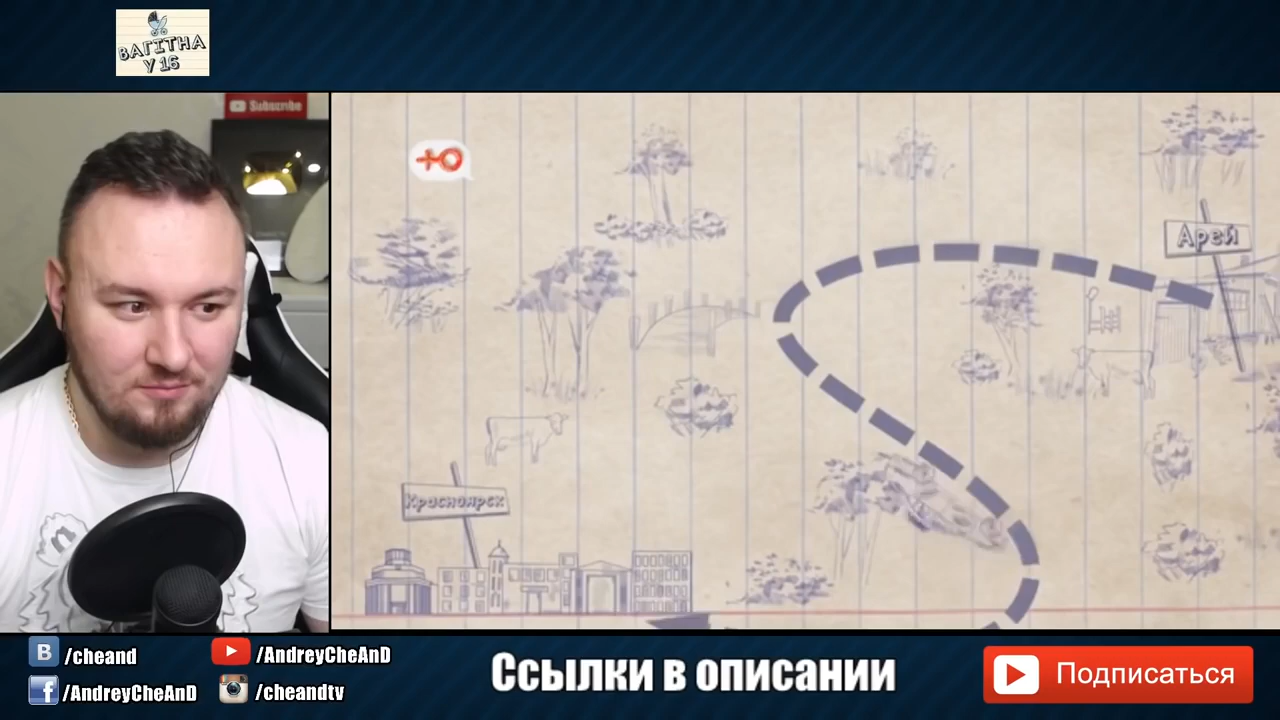 ВАГІТНА
У 16
Subscribe
Арей
Красноярск
/cheand
/AndreyCheAnD
/AndreyCheAnD
/cheandtv
Ссылки в описании
Подписаться